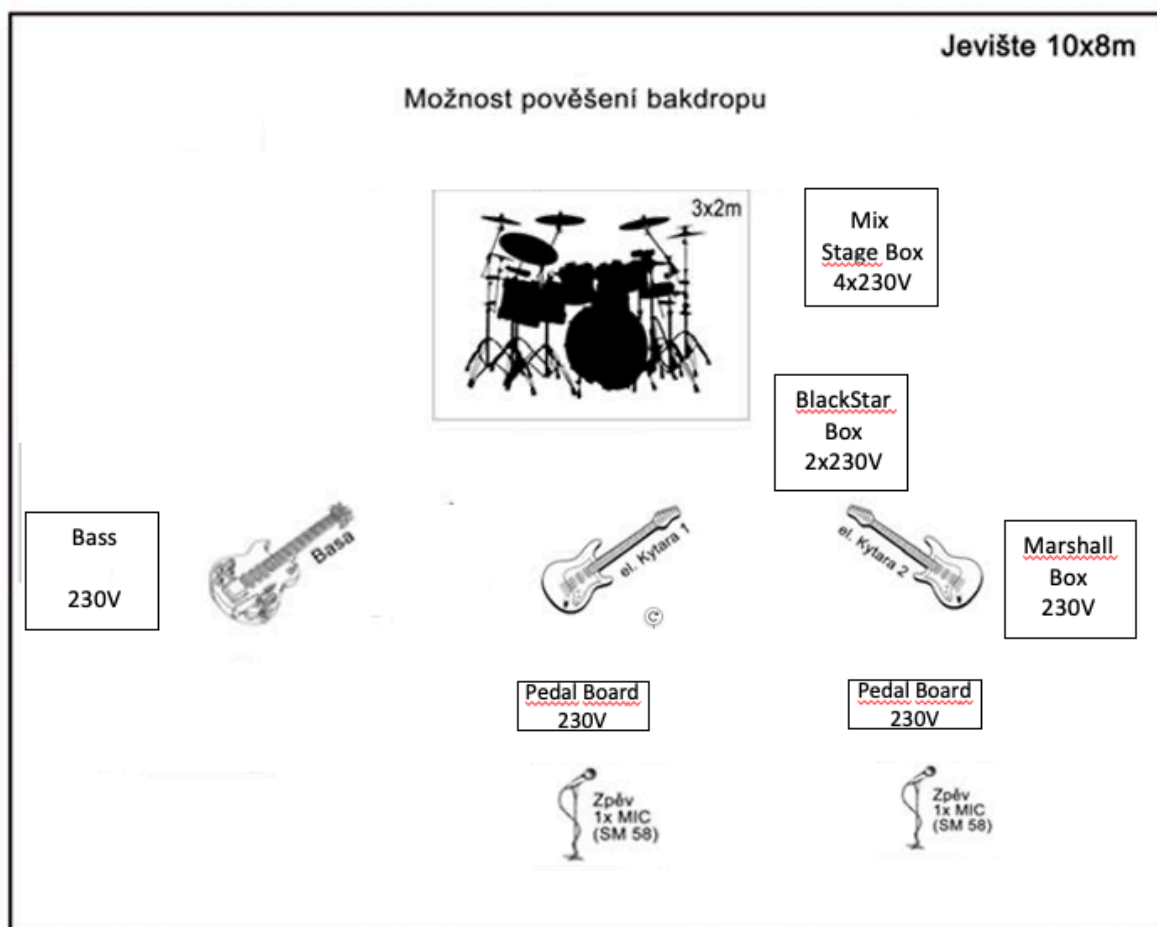 Jevište 10x8m
Možnost pověšení bakdropu
3x2m
Mix
Stage Box
4x230V
BlackStar
Box
2x230V
Bass
230V
Basa
el. Kytara 1
el. Kytara 2
Marshall
Box
230V
Pedal Board
230V
Pedal Board
230V
Zpěv
1x MIC
(SM 58)
Zpěv
1x MIC
(SM 58)